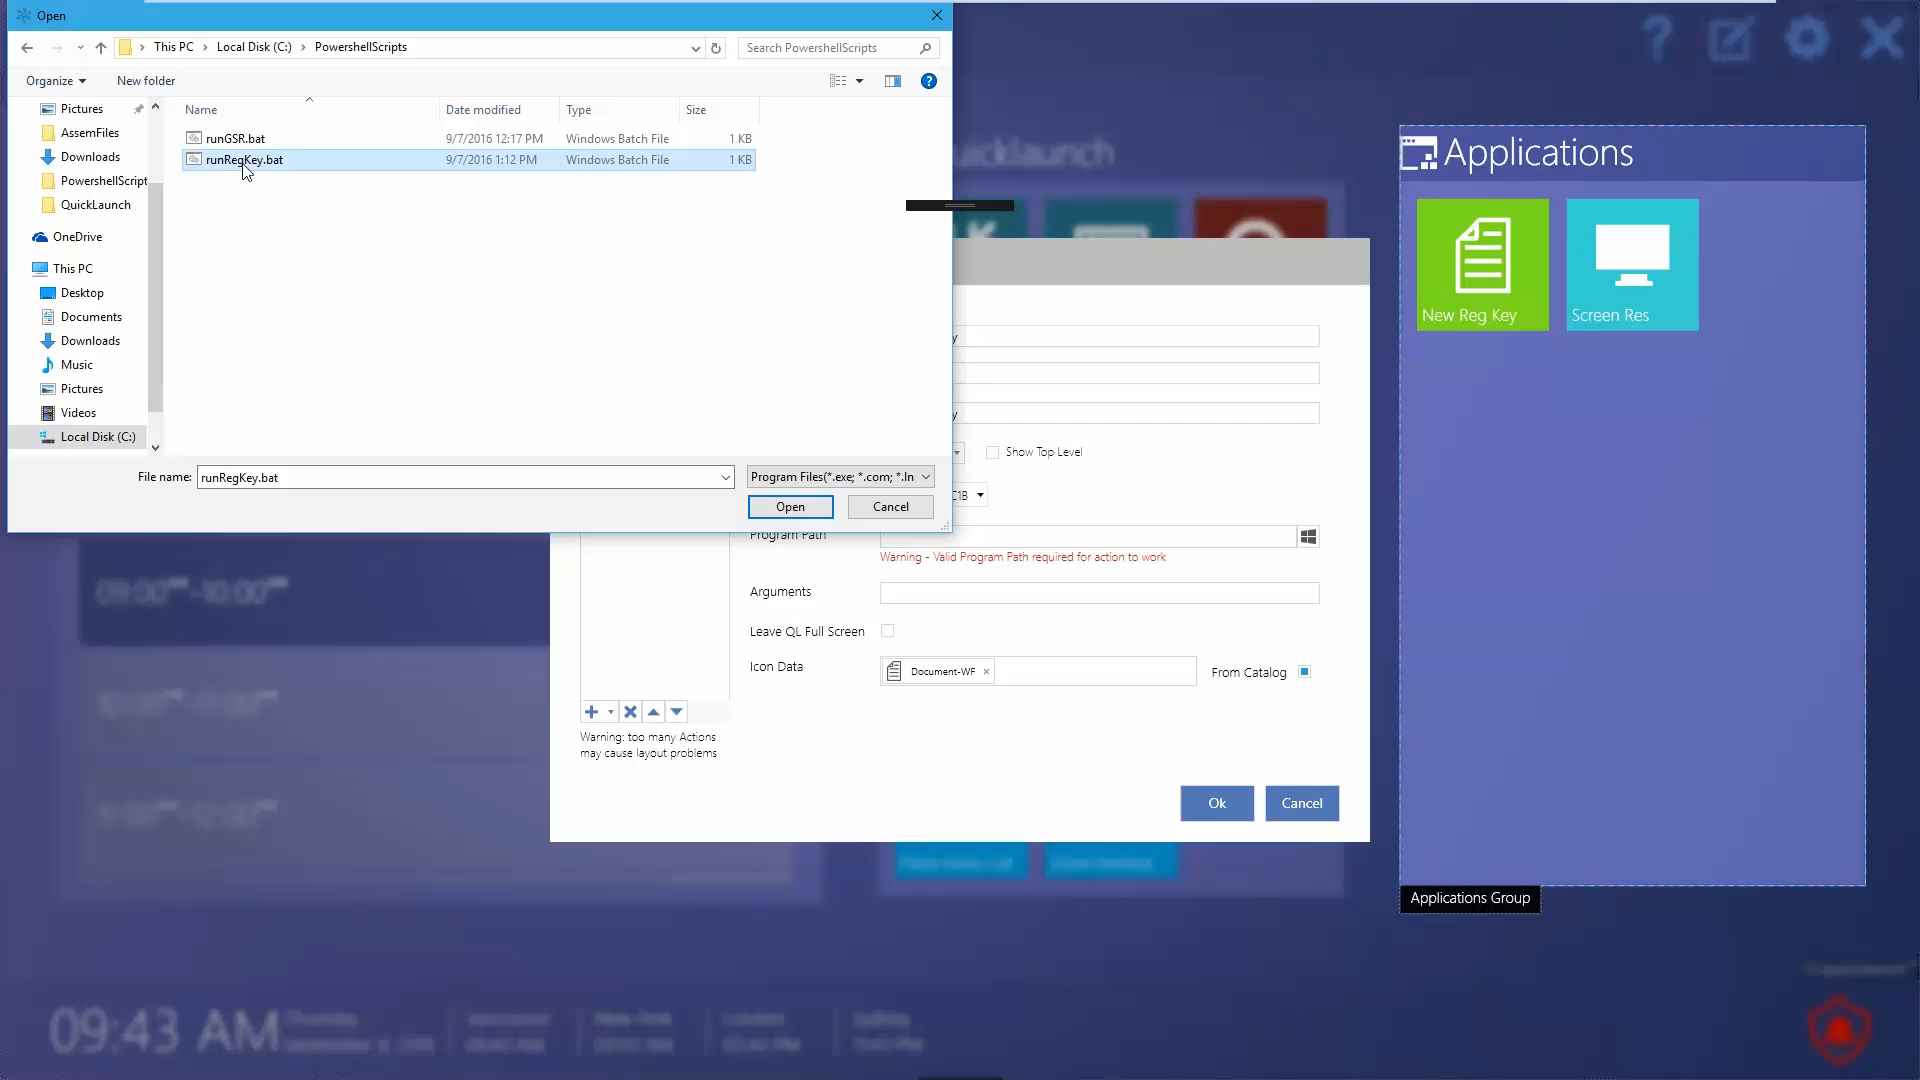 Open
This PC
Local Disk (C:)
PowershellScripts
Search PowershellScripts
Organize
New folder
Name
Date modified
Type
Size
runGSR.bat
9/7/2016 12:17 PM
Windows Batch File
1 KB
runRegKey.bat
9/7/2016 1:12 PM
Windows Batch File
1 KB
Pictures
AssemFiles
Downloads
PowershellScript
QuickLaunch
OneDrive
This PC
Desktop
Documents
Downloads
Music
Pictures
Videos
Local Disk (C:)
File name:
runRegKey.bat
Program Files(*.exe; *.com; *.ln
Open
Cancel
Show Top Level
C1B
Program Path
Warning - Valid Program Path required for action to work
Arguments
Leave QL Full Screen
Icon Data
Document-WF
From Catalog
Warning: too many Actions
may cause layout problems
Ok
Cancel
Applications
New Reg Key
Screen Res
Applications Group
09:00 - 10:00
09:43 AM